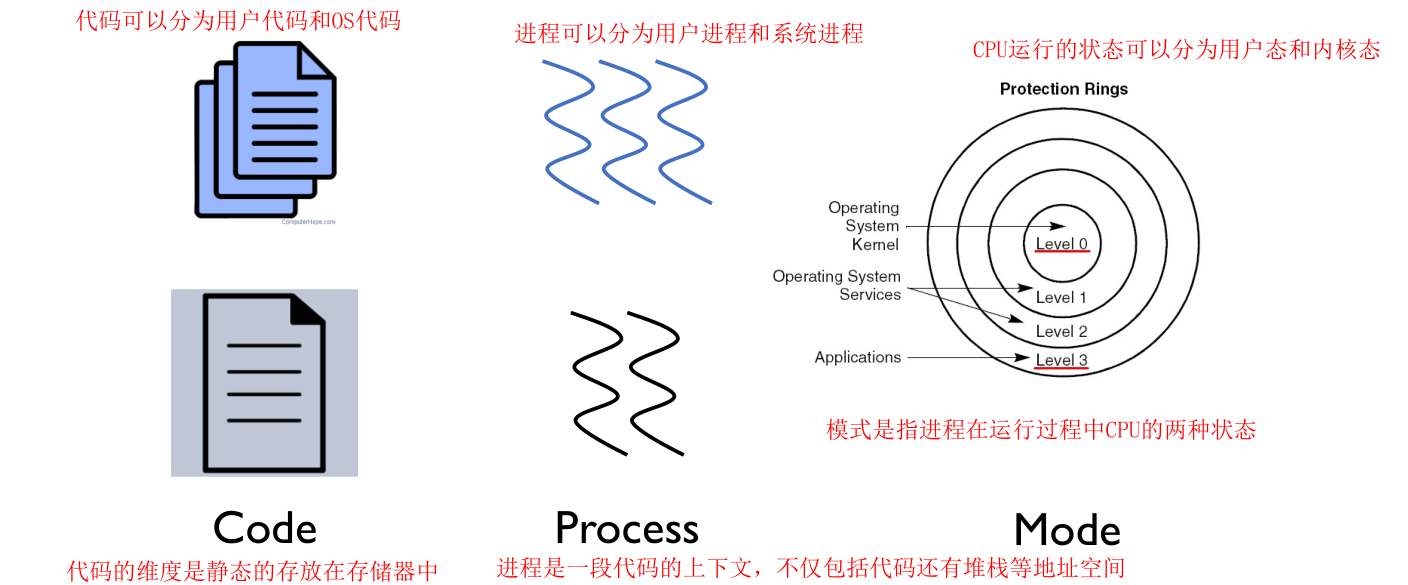 代码可以分为用户代码和OS代码
进程可以分为用户进程和系统进程
CPU运行的状态可以分为用户态和内核态
ComputerHope.com
Protection Rings
Operating
System
Kernel
Level 0
Operating System
Services
Level 1
Level 2
Applications
Level 3
模式是指进程在运行过程中CPU的两种状态
Code
Process
Mode
代码的维度是静态的存放在存储器中
进程是一段代码的上下文，不仅包括代码还有堆栈等地址空间